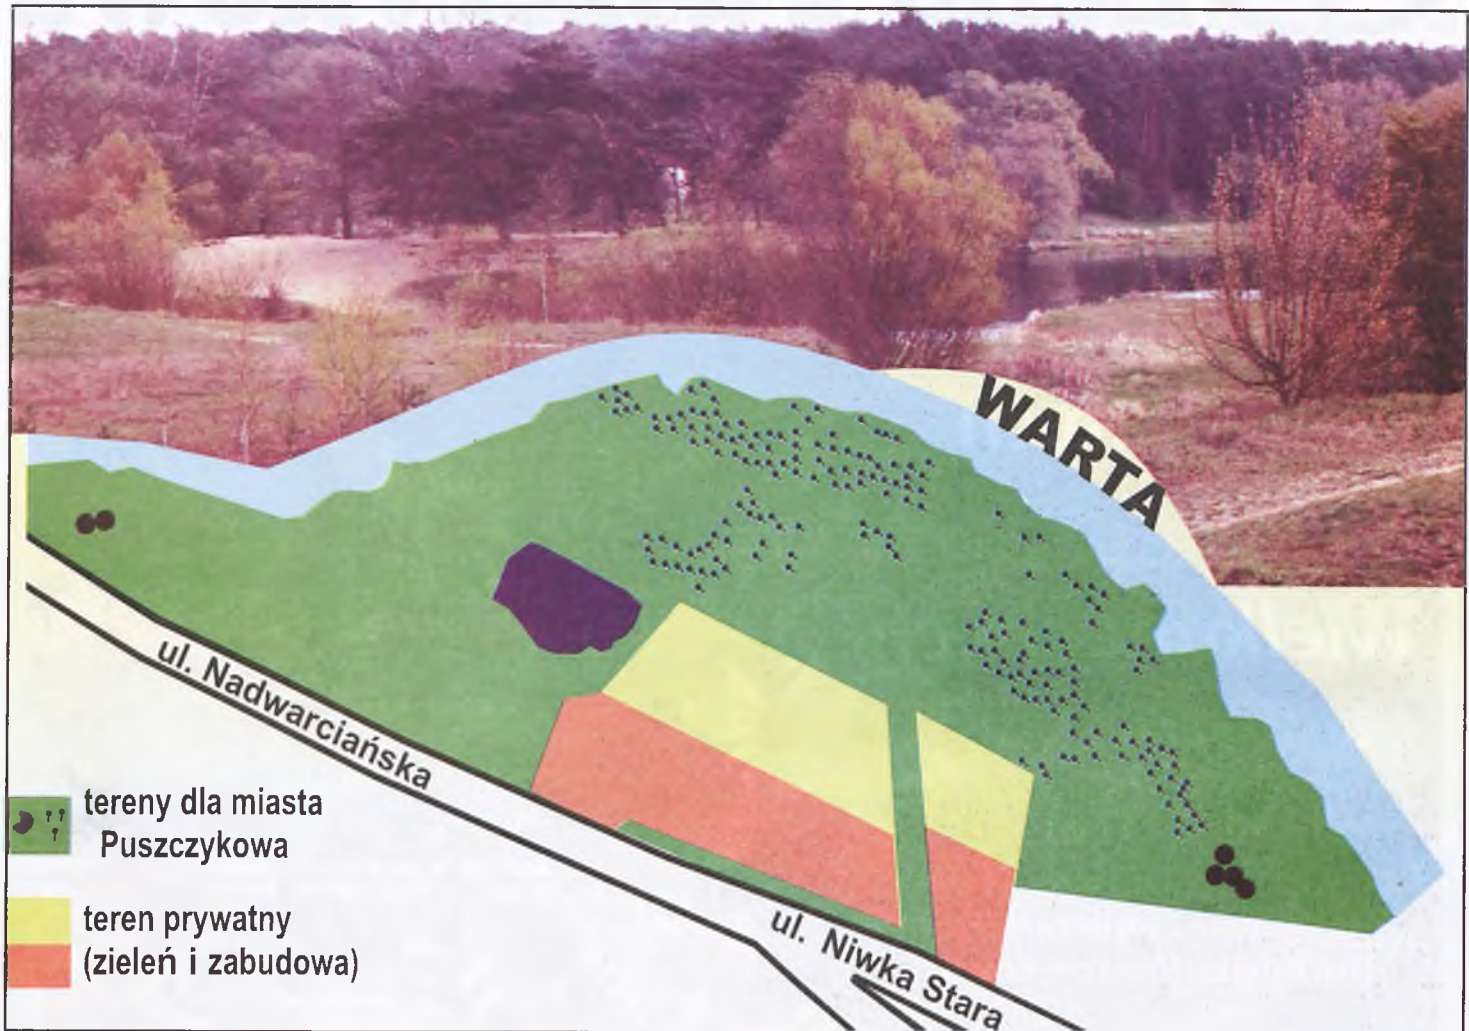 WARTA
ul. Nadwarciańska
tereny dla miasta
Puszczykowa
teren prywatny
(zieleń i zabudowa)
ul. Niwka Stara